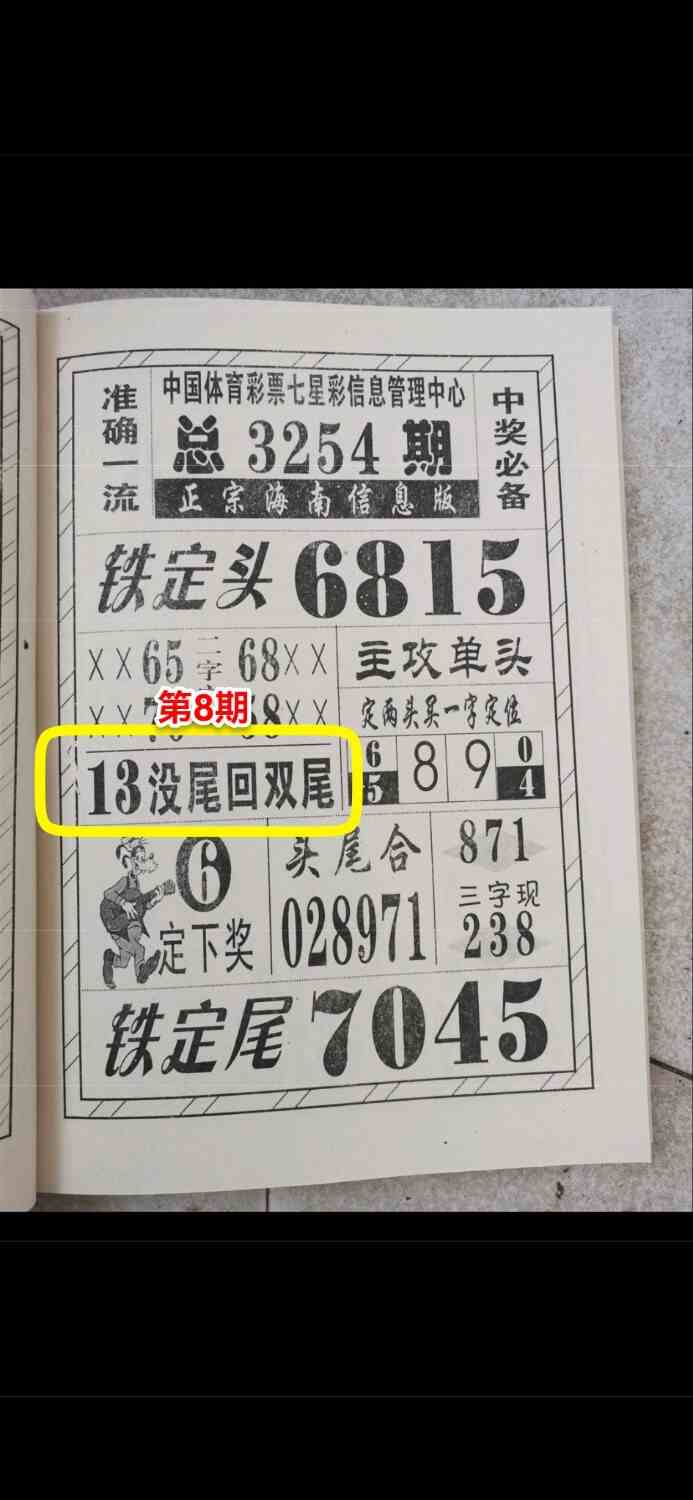 准确一流
中国体育彩票七星彩信息管理中心
总 3254 期
正宗海南信息版
中奖必备
铁定头 6815
××65 二字 68××
主攻单头
第8期
定两头买一字定位
13没尾回双尾
6 5 8 9 0 4
6
定下奖
头尾合
028971
871
三字现
238
铁定尾 7045